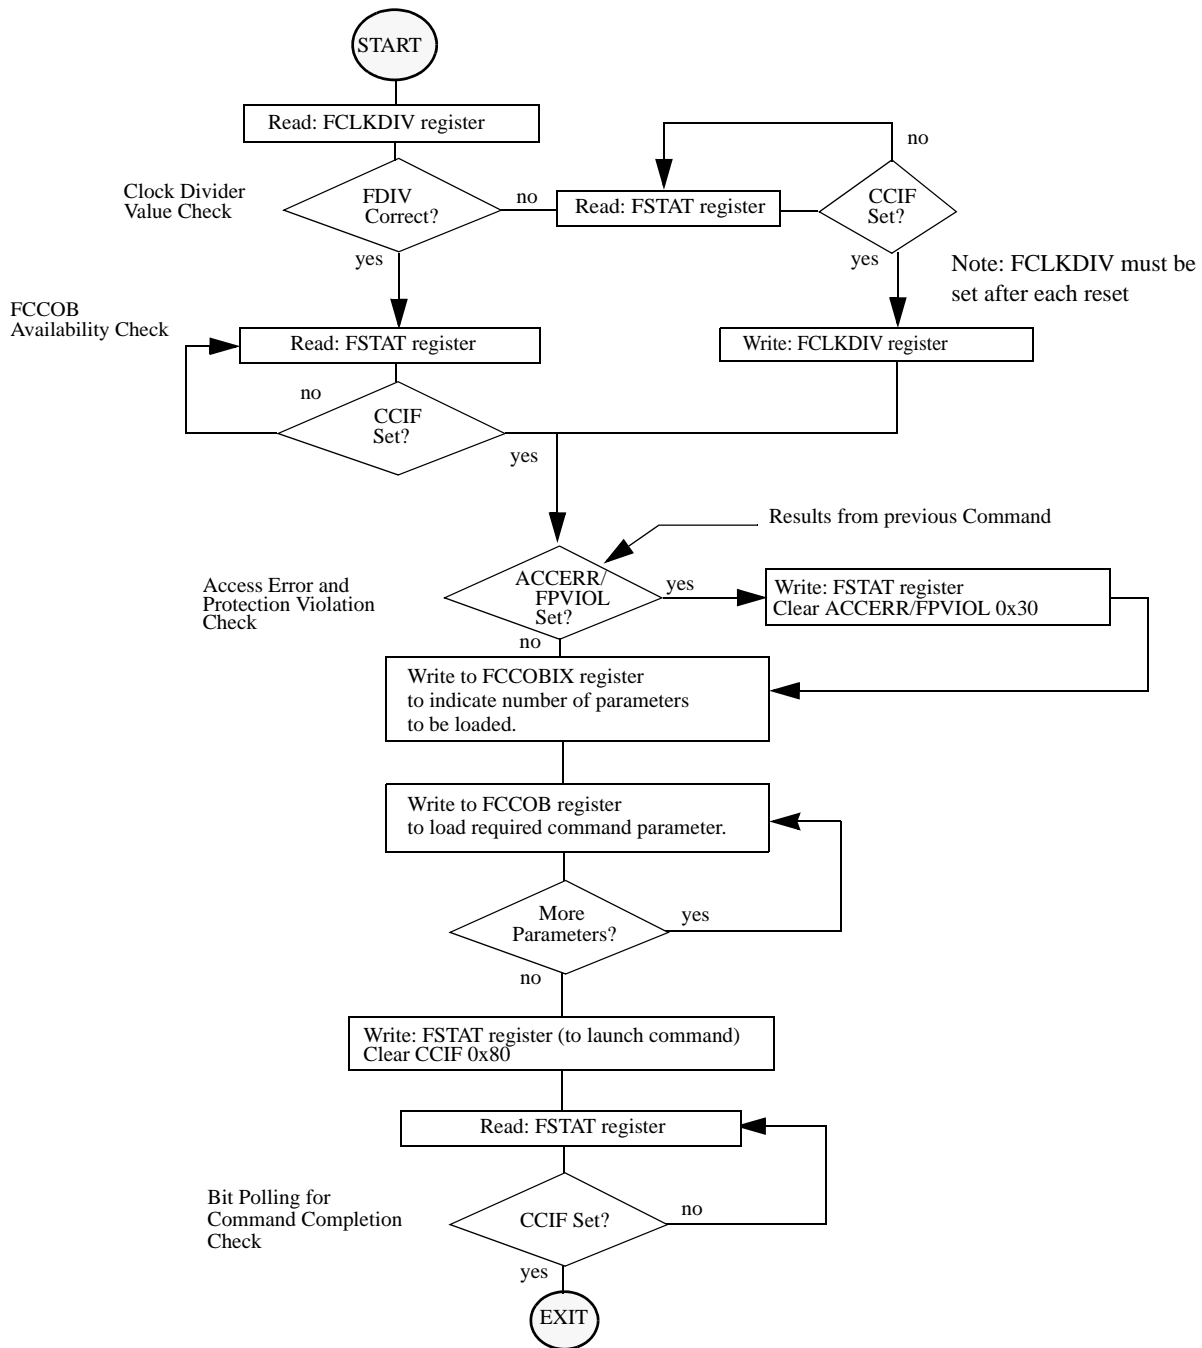 START
Read: FCLKDIV register
Clock Divider
Value Check
FDIV
Correct?
no
Read: FSTAT register
CCIF
Set?
no
yes
yes
Note: FCLKDIV must be
set after each reset
FCCOB
Availability Check
Read: FSTAT register
Write: FCLKDIV register
no
CCIF
Set?
yes
Results from previous Command
Access Error and
Protection Violation
Check
ACCERR/
FPVIOL
Set?
yes
Write: FSTAT register
Clear ACCERR/FPVIOL 0x30
no
Write to FCCOBIX register
to indicate number of parameters
to be loaded.
Write to FCCOB register
to load required command parameter.
More
Parameters?
yes
no
Write: FSTAT register (to launch command)
Clear CCIF 0x80
Read: FSTAT register
Bit Polling for
Command Completion
Check
CCIF Set?
no
yes
EXIT